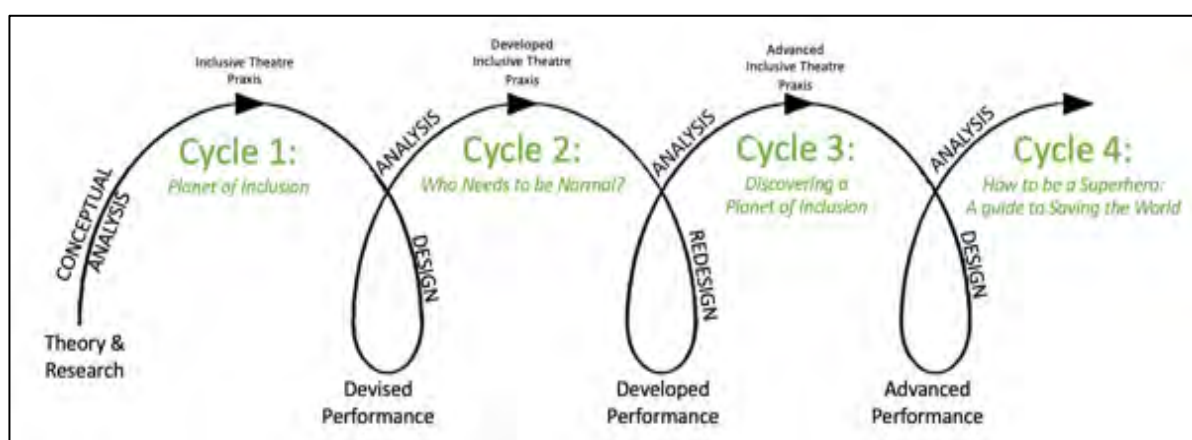 Inclusive Theatre
Praxis
Developed
Inclusive Theatre
Praxis
Advanced
Inclusive Theatre
Praxis
CONCEPTUAL
ANALYSIS
Cycle 1:
Planet of Inclusion
ANALYSIS
DESIGN
Cycle 2:
Who Needs to be Normal?
ANALYSIS
REDESIGN
Cycle 3:
Discovering a
Planet of Inclusion
ANALYSIS
DESIGN
Cycle 4:
How to be a Superhero:
A guide to Saving the World
Theory &
Research
Devised
Performance
Developed
Performance
Advanced
Performance